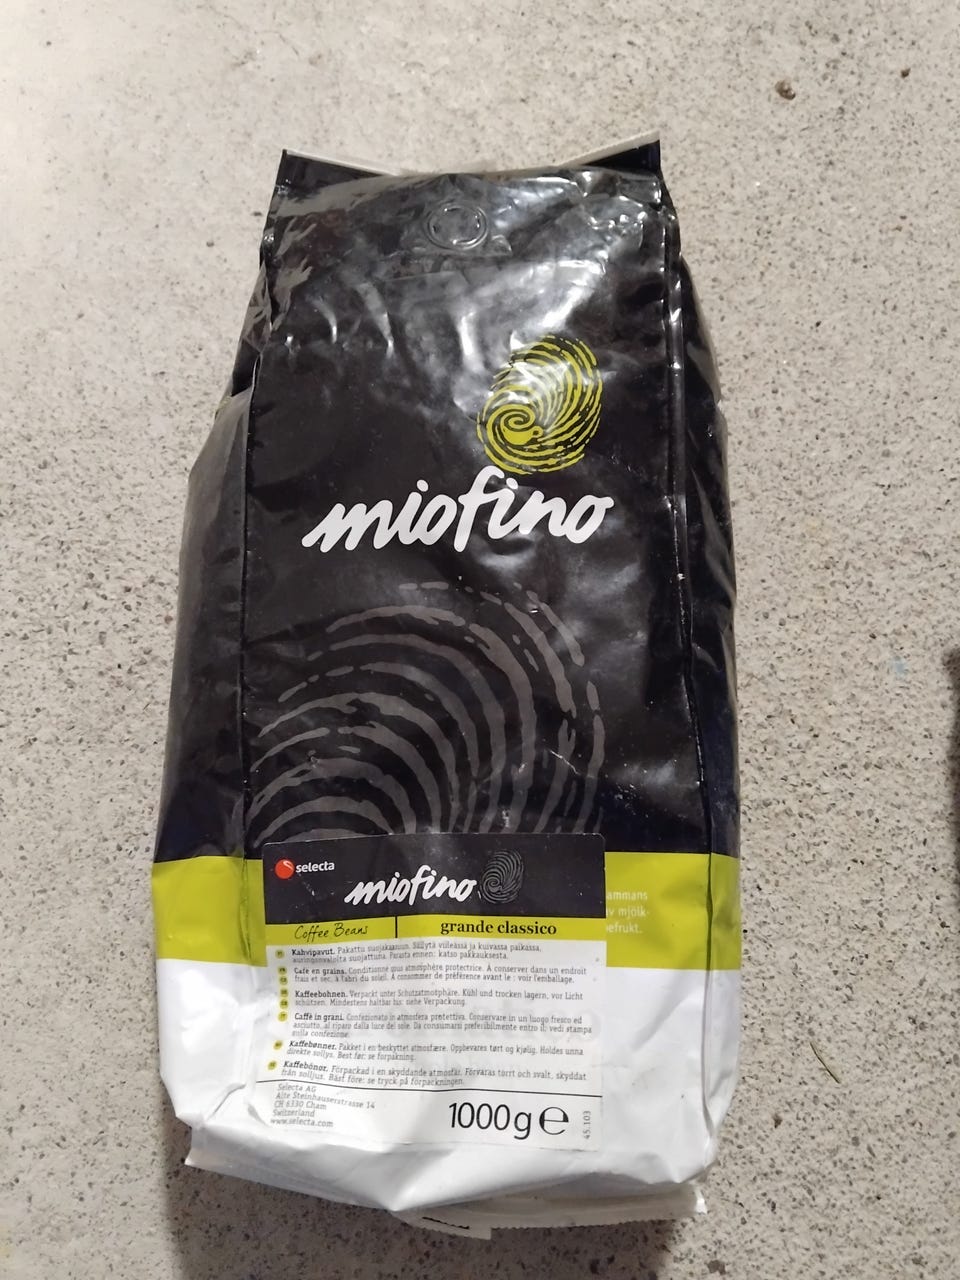 miofino
ammans
v mjölk-
efrukt.
selecta
miofino
Coffee Beans
grande classico
Kahvipavut. Pakattu suojakaasuun. Säilytä viileässä ja kuivassa paikassa,
auringonvalolta suojattuna. Parasta ennen: katso pakkauksesta.
Café en grains. Conditionné sous atmosphère protectrice. À conserver dans un endroit
frais et sec, à l'abri du soleil. À consommer de préférence avant le : voir l'emballage.
Kaffeebohnen. Verpackt unter Schutzatmosphäre. Kühl und trocken lagern, vor Licht
schützen. Mindestens haltbar bis: siehe Verpackung.
Caffè in grani. Confezionato in atmosfera protettiva. Conservare in un luogo fresco ed
asciutto, al riparo dalla luce del sole. Da consumarsi preferibilmente entro il: vedi stampa
sulla confezione.
Kaffebønner. Pakket i en beskyttet atmosfære. Oppbevares tørt og kjølig. Holdes unna
direkte sollys. Best før: se forpakning.
Kaffebönor. Förpackad i en skyddande atmosfär. Förvaras torrt och svalt, skyddat
från solljus. Bäst före: se tryck på förpackningen.
Selecta AG
Alte Steinhauserstrasse 14
CH 6330 Cham
Switzerland
www.selecta.com
1000g e
45.103